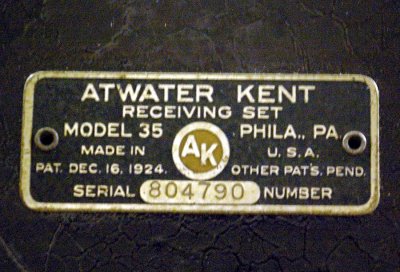 ATWATER KENT
RECEIVING SET
MODEL 35 AK PHILA., PA.
MADE IN U.S.A.
PAT. DEC. 16, 1924. OTHER PAT'S. PEND.
SERIAL 804790 NUMBER